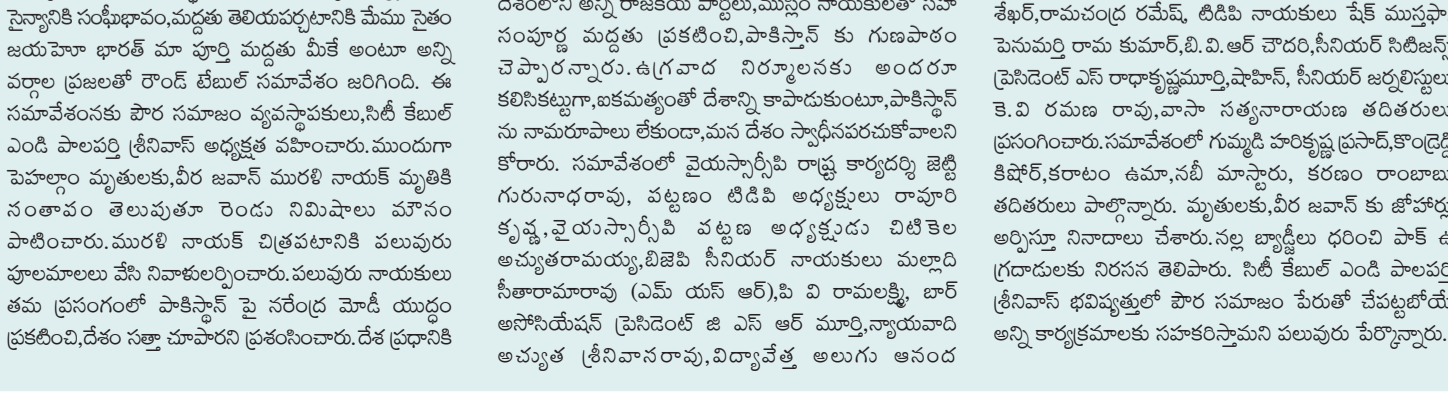 సైన్యానికి సంఘీభావం,మద్దతు తెలియపర్చటానికి మేము సైతం
జయహెూ భారత్ మా పూర్తి మద్దతు మీకే అంటూ అన్ని
వర్గాల ప్రజలతో రౌండ్ టేబుల్ సమావేశం జరిగింది. ఈ
సమావేశంనకు పౌర సమాజం వ్యవస్థాపకులు,సిటీ కేబుల్
ఎండి పాలపర్తి శ్రీనివాస్ అధ్యక్షత వహించారు.ముందుగా
పెహల్గాం మృతులకు,వీర జవాన్ మురళి నాయక్ మృతికి
సంతాపం తెలుపుతూ రెండు నిమిషాలు మౌనం
పాటించారు.మురళి నాయక్ చిత్రపటానికి పలువురు
పూలమాలలు వేసి నివాళులర్పించారు.పలువురు నాయకులు
తమ ప్రసంగంలో పాకిస్థాన్ పై నరేంద్ర మోడీ యుద్ధం
ప్రకటించి,దేశం సత్తా చూపారని ప్రశంసించారు.దేశ ప్రధానికి
దేశంలోని అన్ని రాజకీయ పార్టీలు,ముస్లిం నాయకులతో సహ
సంపూర్ణ మద్దతు ప్రకటించి,పాకిస్తాన్ కు గుణపాఠం
చెప్పారన్నారు.ఉగ్రవాద నిర్మూలనకు అందరూ
కలిసికట్టుగా,ఐకమత్యంతో దేశాన్ని కాపాడుకుంటూ,పాకిస్థాన్
ను నామరూపాలు లేకుండా,మన దేశం స్వాధీనపరచుకోవాలని
కోరారు. సమావేశంలో వైయస్సార్సీపి రాష్ట్ర కార్యదర్శి జెట్టి
గురునాధరావు, పట్టణం టిడిపి అధ్యక్షులు రావూరి
కృష్ణ,వైయస్సార్సీపి పట్టణ అధ్యక్షుడు చిటికెల
అచ్యుతరామయ్య,బిజెపి సీనియర్ నాయకులు మల్లాది
సీతారామారావు (ఎమ్ యస్ ఆర్),పి వి రామలక్ష్మి, బార్
అసోసియేషన్ ప్రెసిడెంట్ జి ఎస్ ఆర్ మూర్తి,న్యాయవాది
అచ్యుత శ్రీనివాసరావు,విద్యావేత్త అలుగు ఆనంద
శేఖర్,రామచంద్ర రమేష్, టిడిపి నాయకులు షేక్ ముస్తఫా
పెనుమర్తి రామ కుమార్,బి.వి.ఆర్ చౌదరి,సీనియర్ సిటిజన్స్
ప్రెసిడెంట్ ఎస్ రాధాకృష్ణమూర్తి,షాహిన్, సీనియర్ జర్నలిస్టులు
కె.వి రమణ రావు,వాసా సత్యనారాయణ తదితరులు
ప్రసంగించారు.సమావేశంలో గుమ్మడి హరికృష్ణ ప్రసాద్,కొండ్రెడ్డి
కిషోర్,కరాటం ఉమా,నబీ మాస్టారు, కరణం రాంబాబు
తదితరులు పాల్గొన్నారు. మృతులకు,వీర జవాన్ కు జోహార్లు
అర్పిస్తూ నినాదాలు చేశారు.నల్ల బ్యాడ్జీలు ధరించి పాక్ ఉ
గ్రదాడులకు నిరసన తెలిపారు. సిటీ కేబుల్ ఎండి పాలపర్తి
శ్రీనివాస్ భవిష్యత్తులో పౌర సమాజం పేరుతో చేపట్టబోయే
అన్ని కార్యక్రమాలకు సహకరిస్తామని పలువురు పేర్కొన్నారు.